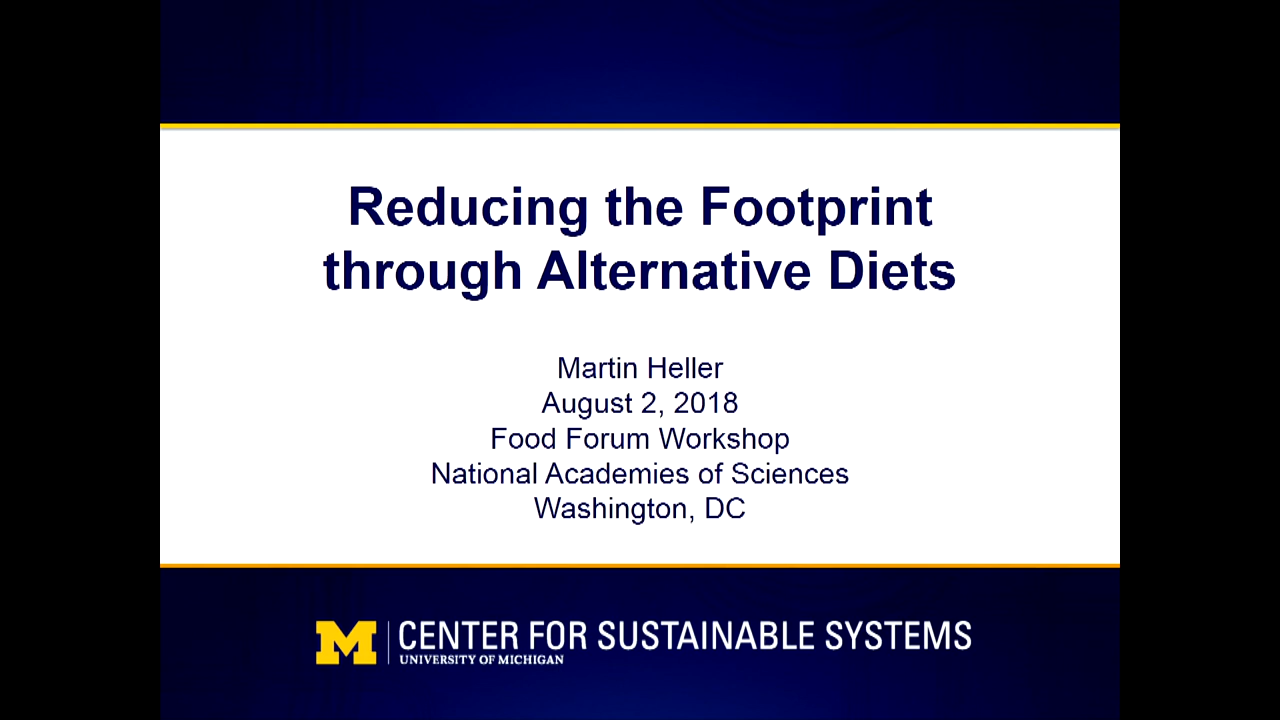 Reducing the Footprint
through Alternative Diets
Martin Heller
August 2, 2018
Food Forum Workshop
National Academies of Sciences
Washington, DC
M CENTER FOR SUSTAINABLE SYSTEMS
UNIVERSITY OF MICHIGAN